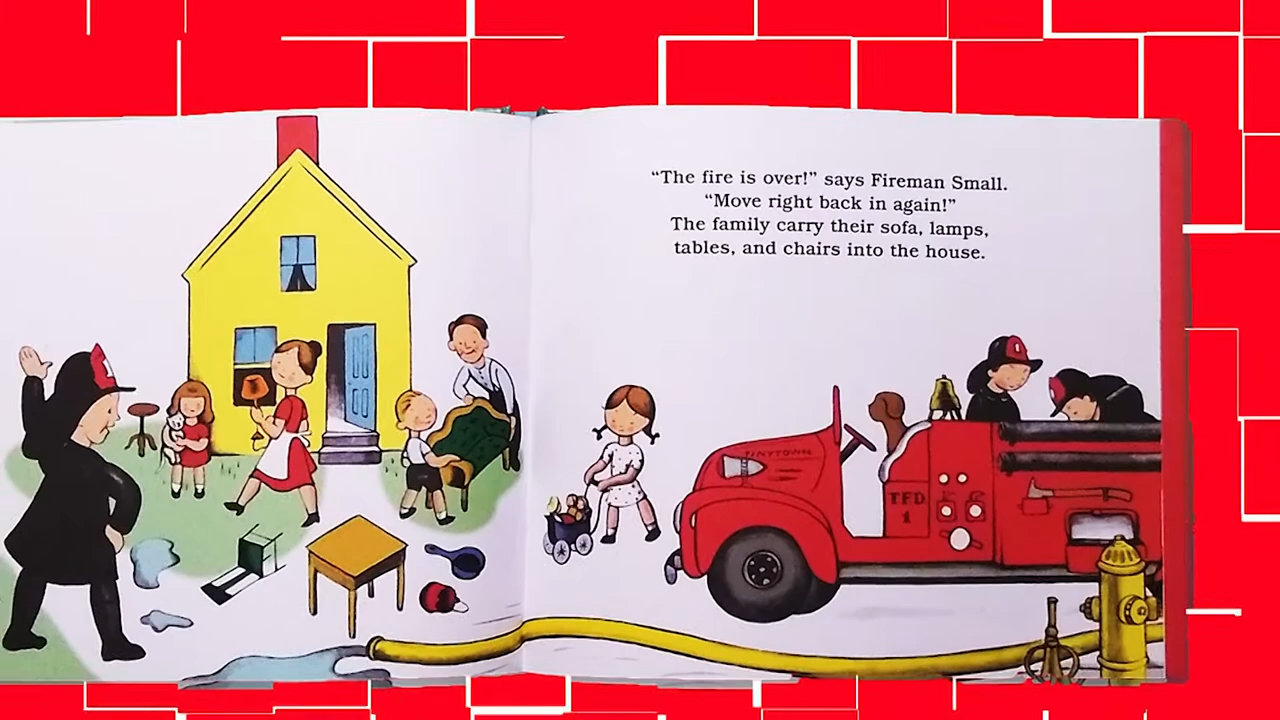 “The fire is over!” says Fireman Small.
“Move right back in again!”
The family carry their sofa, lamps,
tables, and chairs into the house.
TINYTOWN
T.F.D.
1